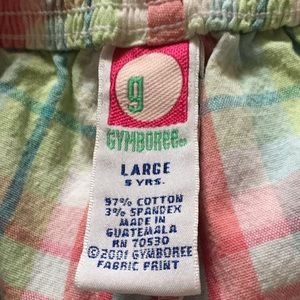 g
GYMBOREE®
LARGE
5 YRS.
97% COTTON
3% SPANDEX
MADE IN
GUATEMALA
RN 70530
©2001 GYMBOREE
FABRIC PRINT